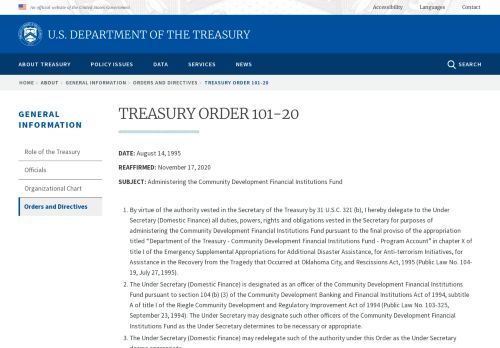 An official website of the United States Government
Accessibility Languages Contact
U.S. DEPARTMENT OF THE TREASURY
ABOUT TREASURY POLICY ISSUES DATA SERVICES NEWS SEARCH
HOME › ABOUT › GENERAL INFORMATION › ORDERS AND DIRECTIVES › TREASURY ORDER 101-20
GENERAL
INFORMATION
Role of the Treasury
Officials
Organizational Chart
Orders and Directives
TREASURY ORDER 101-20
DATE: August 14, 1995
REAFFIRMED: November 17, 2020
SUBJECT: Administering the Community Development Financial Institutions Fund
1. By virtue of the authority vested in the Secretary of the Treasury by 31 U.S.C. 321 (b), I hereby delegate to the Under
Secretary (Domestic Finance) all duties, powers, rights and obligations vested in the Secretary for purposes of
administering the Community Development Financial Institutions Fund pursuant to the final proviso of the appropriation
titled "Department of the Treasury - Community Development Financial Institutions Fund - Program Account" in chapter X of
title I of the Emergency Supplemental Appropriations for Additional Disaster Assistance, for Anti-terrorism Initiatives, for
Assistance in the Recovery from the Tragedy that Occurred at Oklahoma City, and Rescissions Act, 1995 (Public Law No. 104-
19, July 27, 1995).
2. The Under Secretary (Domestic Finance) is designated as an officer of the Community Development Financial Institutions
Fund pursuant to section 104 (b) (3) of the Community Development Banking and Financial Institutions Act of 1994, subtitle
A of title I of the Riegle Community Development and Regulatory Improvement Act of 1994 (Public Law No. 103-325,
September 23, 1994). The Under Secretary may designate such other officers of the Community Development Financial
Institutions Fund as the Under Secretary determines to be necessary or appropriate.
3. The Under Secretary (Domestic Finance) may redelegate such of the authority under this Order as the Under Secretary
deems appropriate.